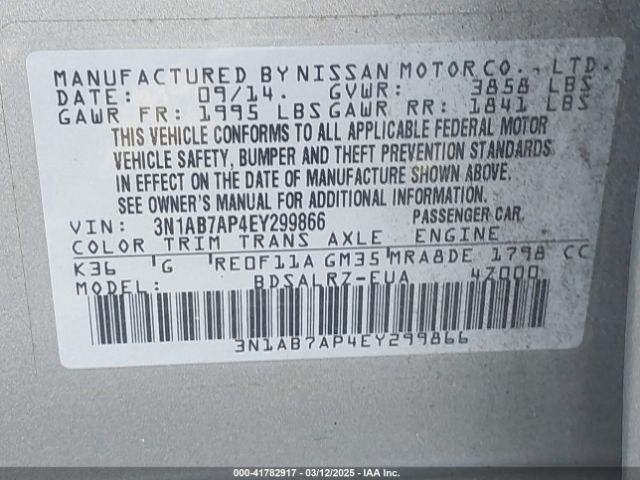 MANUFACTURED BY NISSAN MOTOR CO., LTD.
DATE: 09/14. GVWR: 3858 LBS
GAWR FR: 1995 LBS GAWR RR: 1841 LBS
THIS VEHICLE CONFORMS TO ALL APPLICABLE FEDERAL MOTOR
VEHICLE SAFETY, BUMPER AND THEFT PREVENTION STANDARDS
IN EFFECT ON THE DATE OF MANUFACTURE SHOWN ABOVE.
SEE OWNER'S MANUAL FOR ADDITIONAL INFORMATION.
VIN: 3N1AB7AP4EY299866 PASSENGER CAR.
COLOR TRIM TRANS AXLE ENGINE
K36 'G 'RE0F11A GM35 'MRA8DE 1798 CC
MODEL: BDSALRZ-EUA 4Z000
3N1AB7AP4EY299866
000-41782917 - 03/12/2025 - IAA Inc.